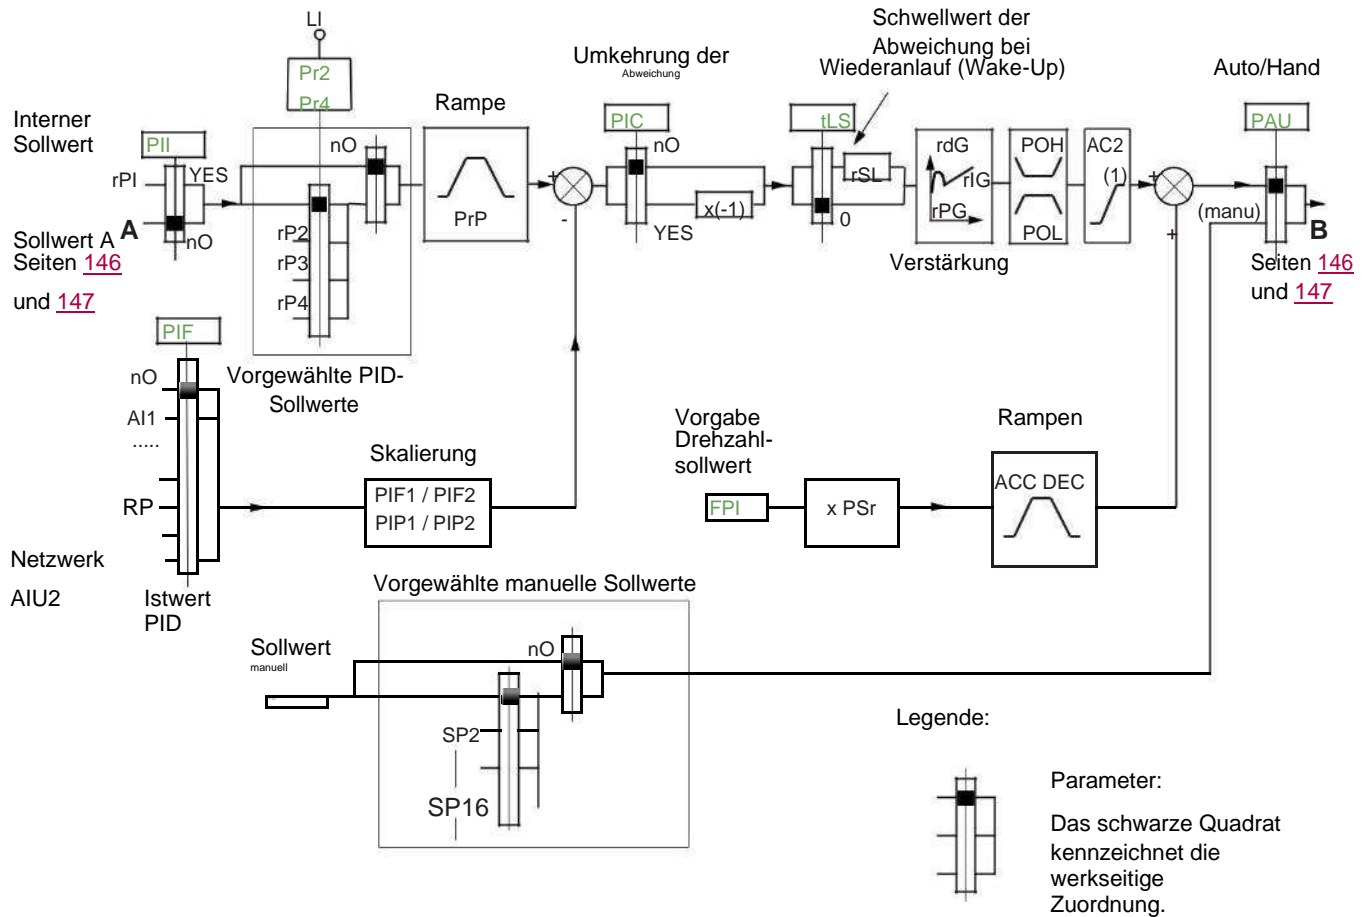 LI
Pr2
Pr4
Interner
Sollwert
PII
rPI
YES
A
nO
Sollwert A
Seiten 146
und 147
nO
rP2
rP3
rP4
Vorgewählte PID-
Sollwerte
Rampe
PrP
+
-
Umkehrung der
Abweichung
PIC
nO
YES
x(-1)
Schwellwert der
Abweichung bei
Wiederanlauf (Wake-Up)
tLS
rSL
0
rdG
rIG
rPG
Verstärkung
POH
POL
AC2
(1)
+
+
Auto/Hand
PAU
(manu)
B
Seiten 146
und 147
PIF
nO
AI1
.....
RP
Netzwerk
AIU2
Istwert
PID
Skalierung
PIF1 / PIF2
PIP1 / PIP2
Vorgabe
Drehzahl-
sollwert
FPI
x PSr
Rampen
ACC DEC
Vorgewählte manuelle Sollwerte
Sollwert
manuell
nO
SP2
SP16
Legende:
Parameter:
Das schwarze Quadrat
kennzeichnet die
werkseitige
Zuordnung.